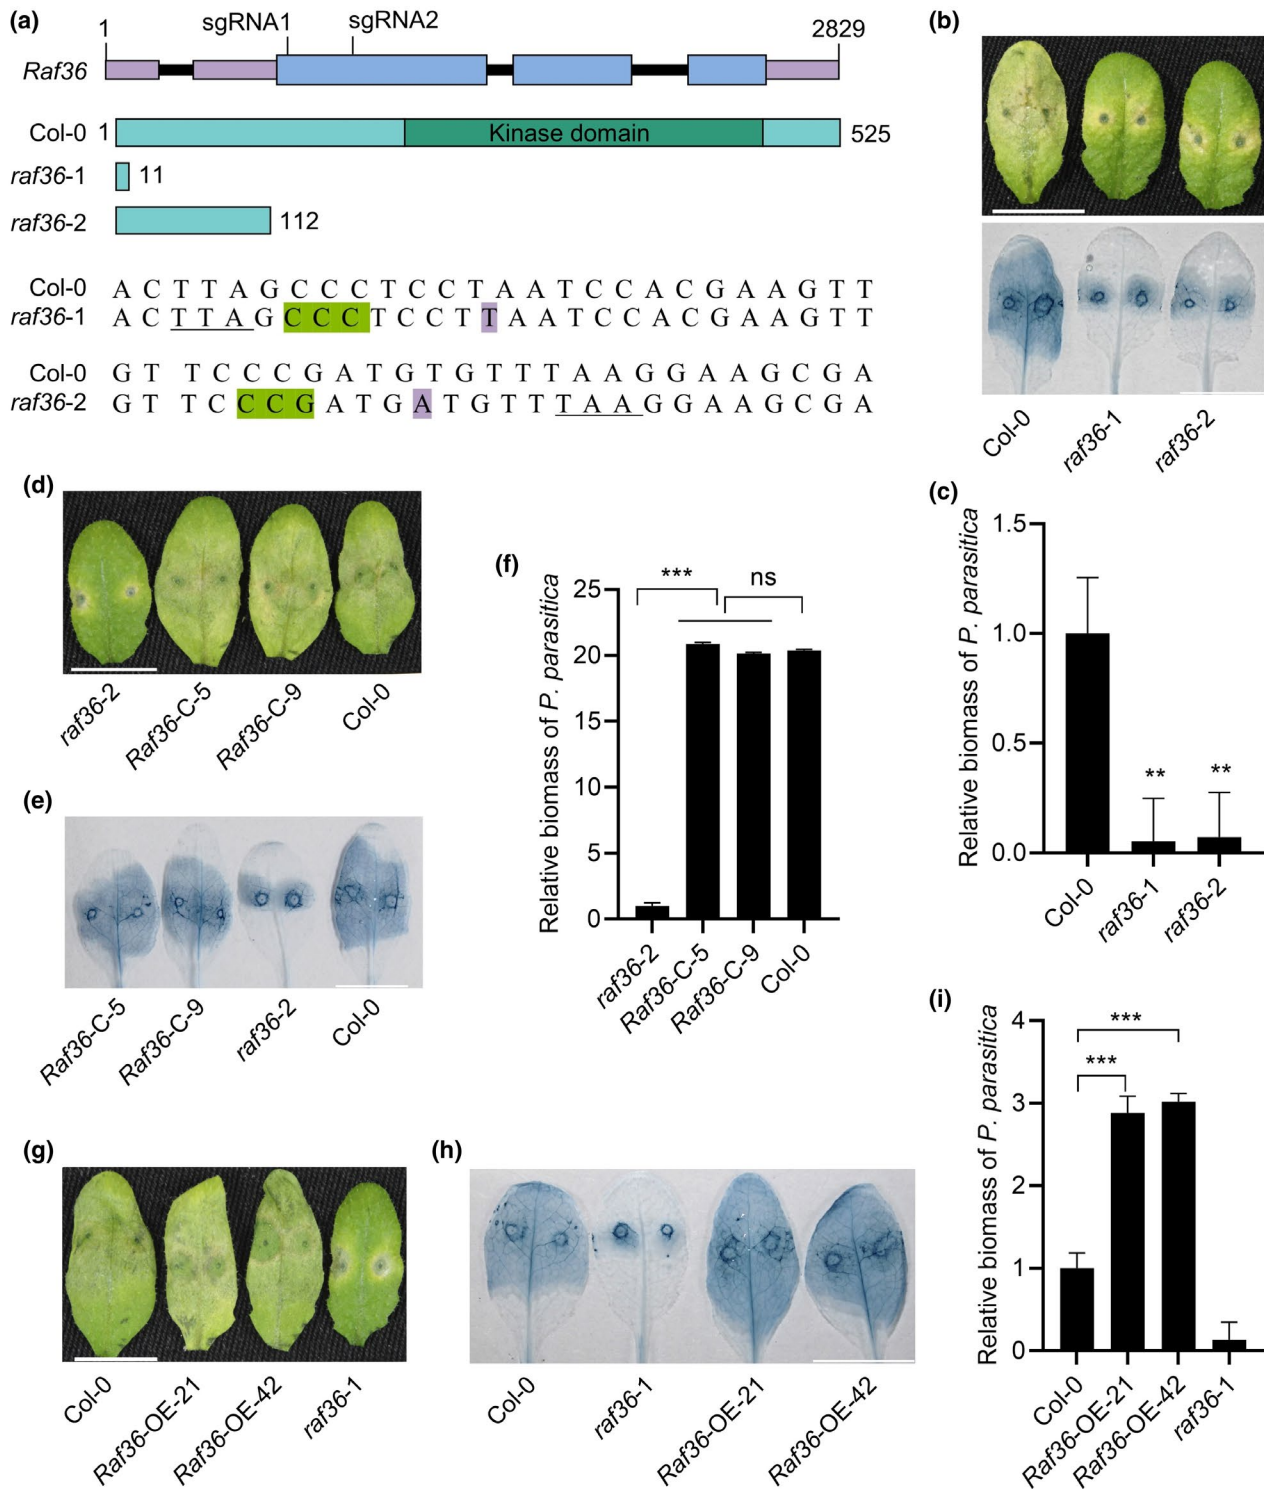 (a)
1 sgRNA1 sgRNA2 2829
Raf36
Col-0 1 Kinase domain 525
raf36-1 11
raf36-2 112
Col-0 A C T T A G C C C T C C T A A T C C A C G A A G T T
raf36-1 A C T T A G C C C T C C T T A A T C C A C G A A G T T
Col-0 G T T C C C G A T G T G T T T A A G G A A G C G A
raf36-2 G T T C C C G A T G A T G T T T A A G G A A G C G A
(b)
Col-0 raf36-1 raf36-2
(c)
Relative biomass of P. parasitica
1.5
1.0
0.5
0.0
** **
Col-0 raf36-1 raf36-2
(d)
raf36-2 Raf36-C-5 Raf36-C-9 Col-0
(e)
Raf36-C-5 Raf36-C-9 raf36-2 Col-0
(f)
Relative biomass of P. parasitica
25
20
15
10
5
0
*** ns
raf36-2 Raf36-C-5 Raf36-C-9 Col-0
(g)
Col-0 Raf36-OE-21 Raf36-OE-42 raf36-1
(h)
Col-0 raf36-1 Raf36-OE-21 Raf36-OE-42
(i)
Relative biomass of P. parasitica
4
3
2
1
0
***
***
Col-0 Raf36-OE-21 Raf36-OE-42 raf36-1